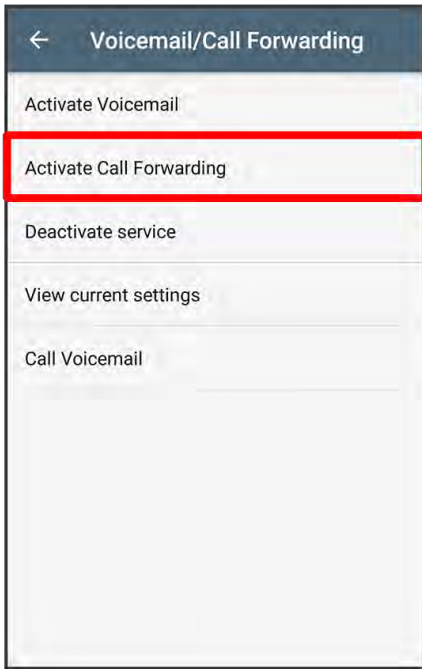 Voicemail/Call Forwarding
Activate Voicemail
Activate Call Forwarding
Deactivate service
View current settings
Call Voicemail